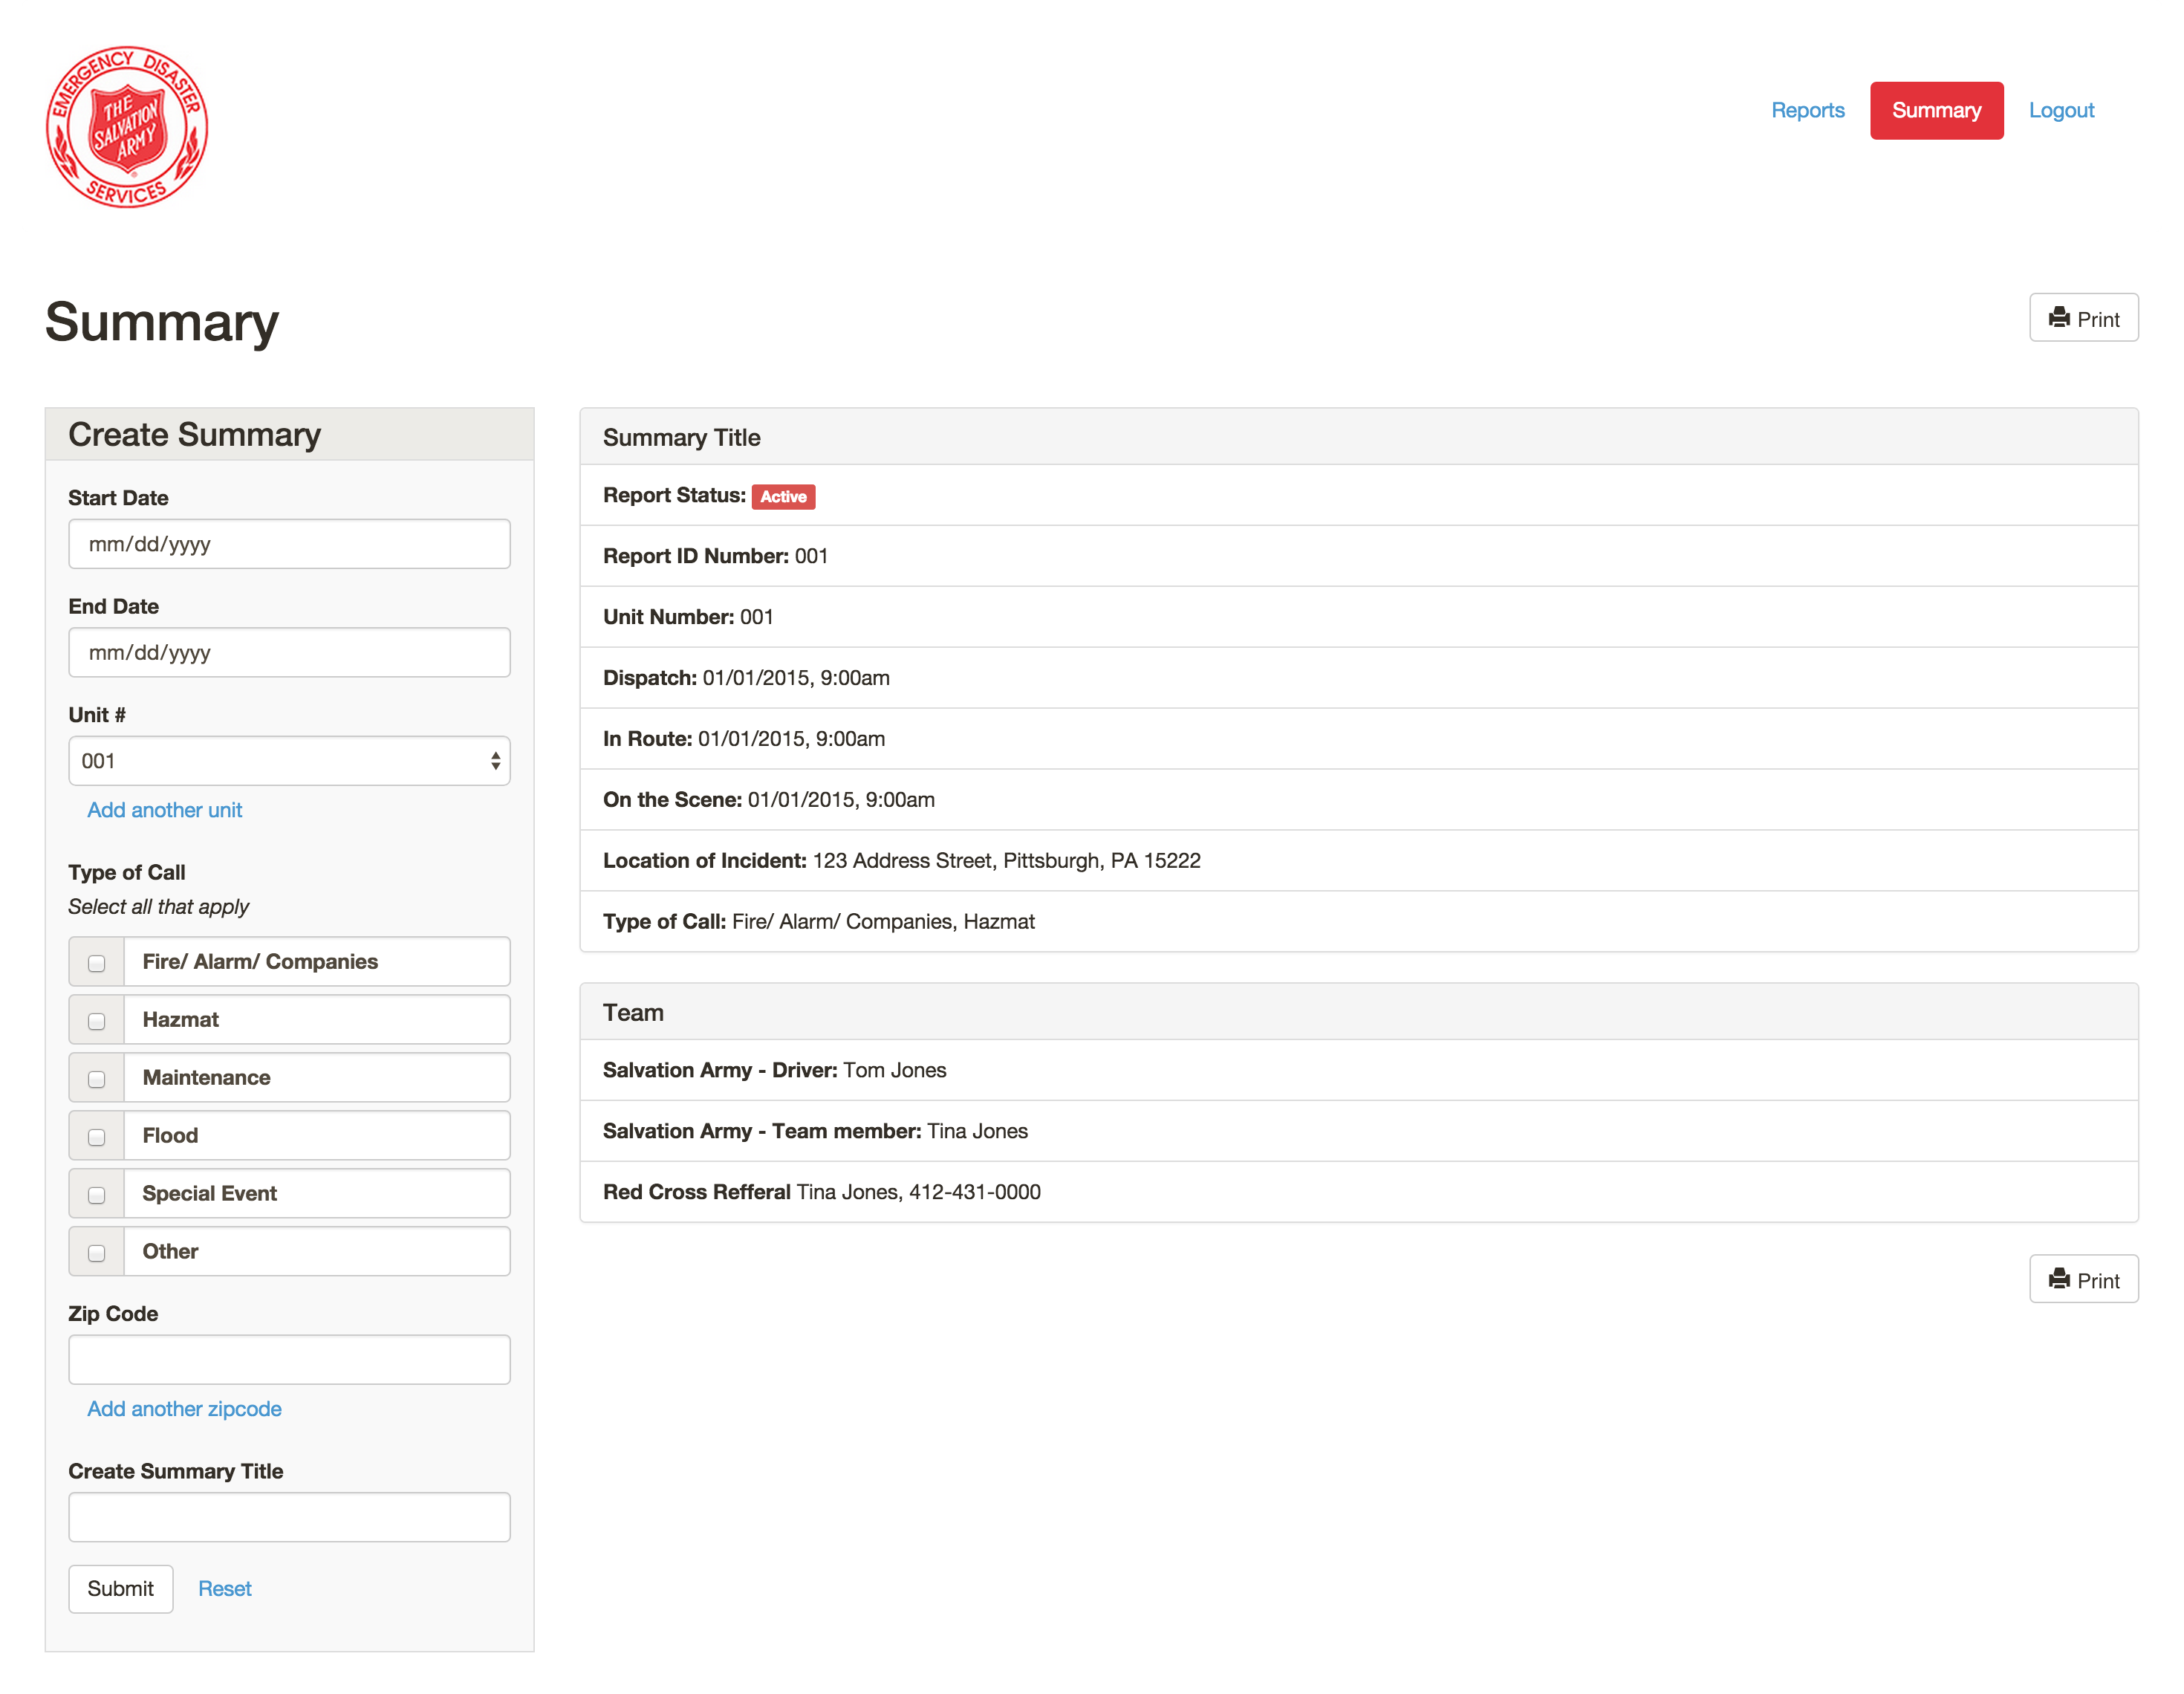 EMERGENCY DISASTER
THE
SALVATION
ARMY
SERVICES
Reports
Summary
Logout
Summary
Print
Create Summary
Start Date
mm/dd/yyyy
End Date
mm/dd/yyyy
Unit #
001
Add another unit
Type of Call
Select all that apply
Fire/ Alarm/ Companies
Hazmat
Maintenance
Flood
Special Event
Other
Zip Code
Add another zipcode
Create Summary Title
Submit
Reset
Summary Title
Report Status: Active
Report ID Number: 001
Unit Number: 001
Dispatch: 01/01/2015, 9:00am
In Route: 01/01/2015, 9:00am
On the Scene: 01/01/2015, 9:00am
Location of Incident: 123 Address Street, Pittsburgh, PA 15222
Type of Call: Fire/ Alarm/ Companies, Hazmat
Team
Salvation Army - Driver: Tom Jones
Salvation Army - Team member: Tina Jones
Red Cross Refferal Tina Jones, 412-431-0000
Print